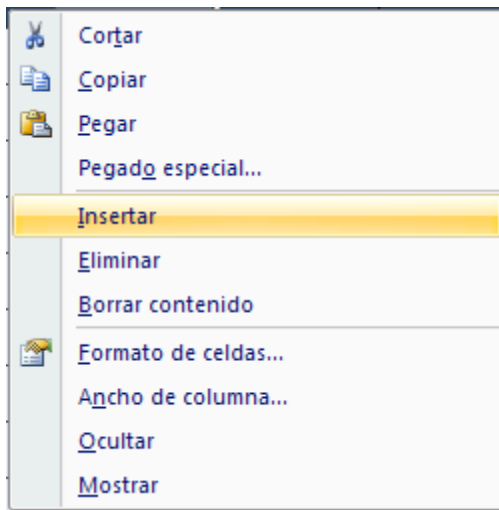 Cortar
Copiar
Pegar
Pegado especial...
Insertar
Eliminar
Borrar contenido
Formato de celdas...
Ancho de columna...
Ocultar
Mostrar